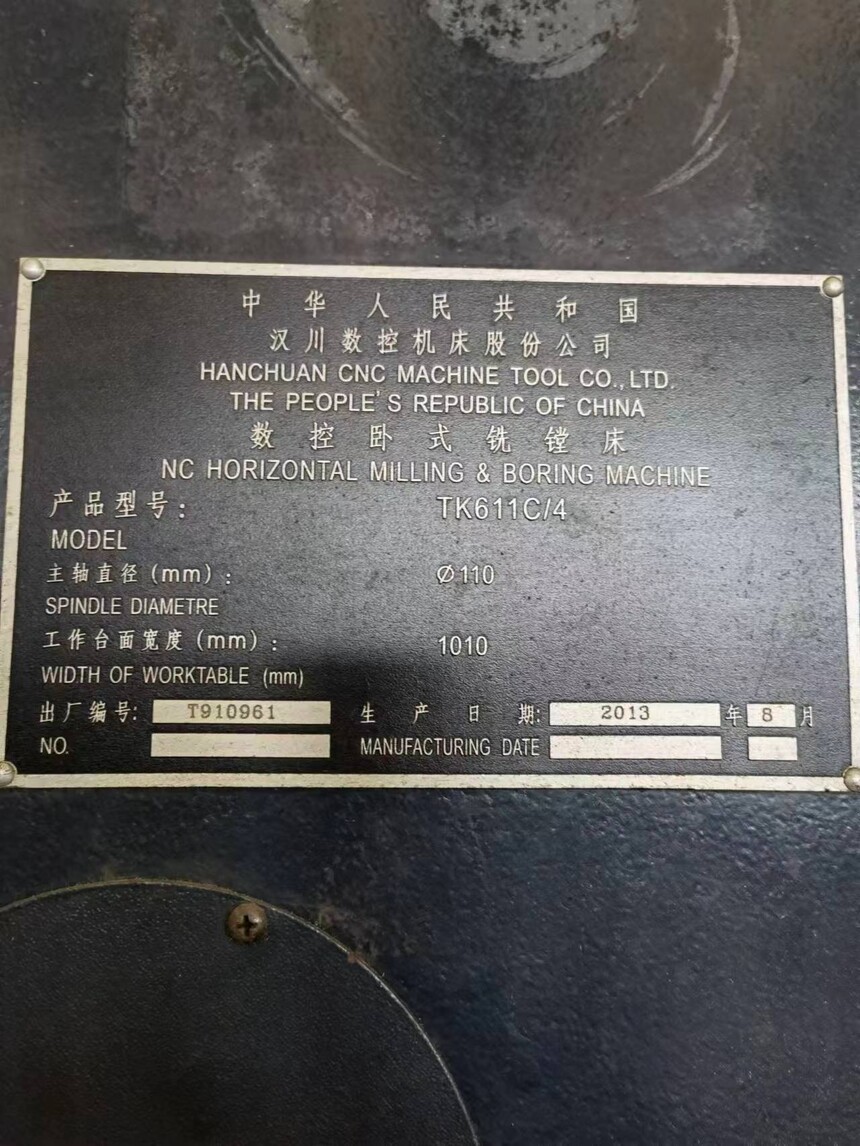 中华人民共和国
汉川数控机床股份公司
HANCHUAN CNC MACHINE TOOL CO.,LTD.
THE PEOPLE'S REPUBLIC OF CHINA
数控卧式铣镗床
NC HORIZONTAL MILLING & BORING MACHINE
产品型号: TK611C/4
MODEL
主轴直径(mm): Ø110
SPINDLE DIAMETRE
工作台面宽度(mm): 1010
WIDTH OF WORKTABLE (mm)
出厂编号: T910961 生产日期: 2013 年 8 月
NO. MANUFACTURING DATE